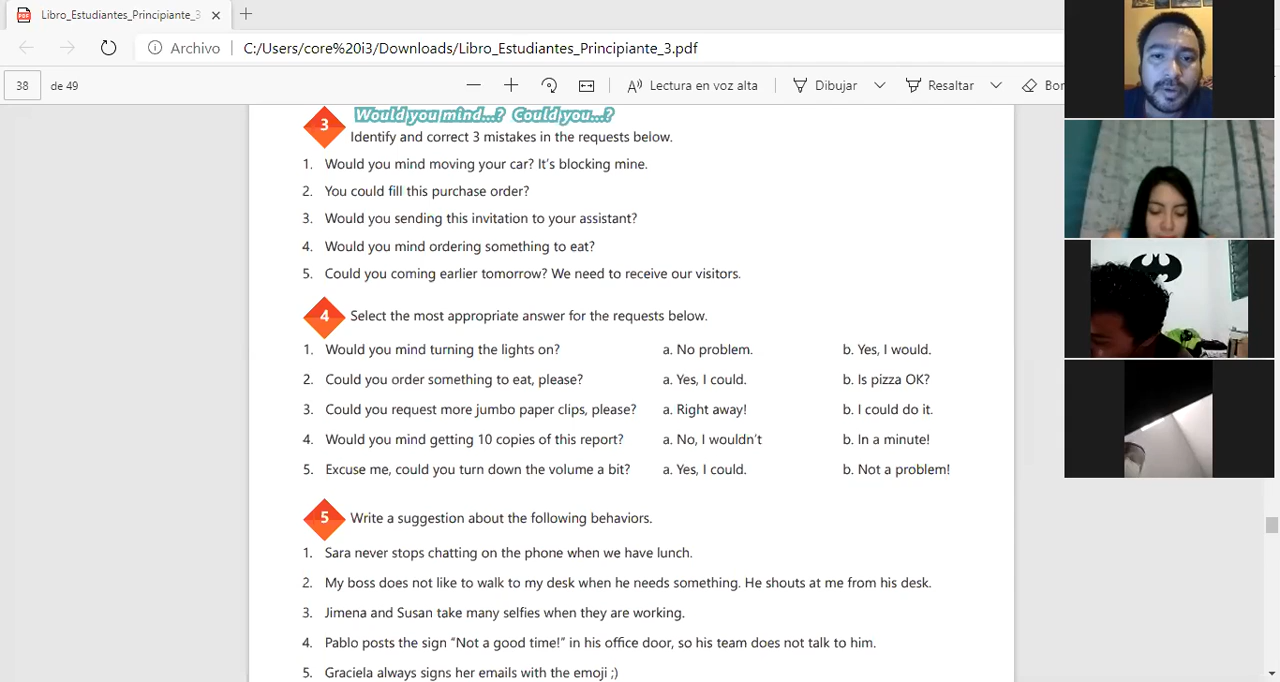 Libro_Estudiantes_Principiante_3
Archivo C:/Users/core%20i3/Downloads/Libro_Estudiantes_Principiante_3.pdf
38 de 49 Lectura en voz alta Dibujar Resaltar Bor
3 Would you mind...? Could you...?
Identify and correct 3 mistakes in the requests below.
1. Would you mind moving your car? It's blocking mine.
2. You could fill this purchase order?
3. Would you sending this invitation to your assistant?
4. Would you mind ordering something to eat?
5. Could you coming earlier tomorrow? We need to receive our visitors.
4 Select the most appropriate answer for the requests below.
1. Would you mind turning the lights on? a. No problem. b. Yes, I would.
2. Could you order something to eat, please? a. Yes, I could. b. Is pizza OK?
3. Could you request more jumbo paper clips, please? a. Right away! b. I could do it.
4. Would you mind getting 10 copies of this report? a. No, I wouldn't b. In a minute!
5. Excuse me, could you turn down the volume a bit? a. Yes, I could. b. Not a problem!
5 Write a suggestion about the following behaviors.
1. Sara never stops chatting on the phone when we have lunch.
2. My boss does not like to walk to my desk when he needs something. He shouts at me from his desk.
3. Jimena and Susan take many selfies when they are working.
4. Pablo posts the sign “Not a good time!” in his office door, so his team does not talk to him.
5. Graciela always signs her emails with the emoji ;)